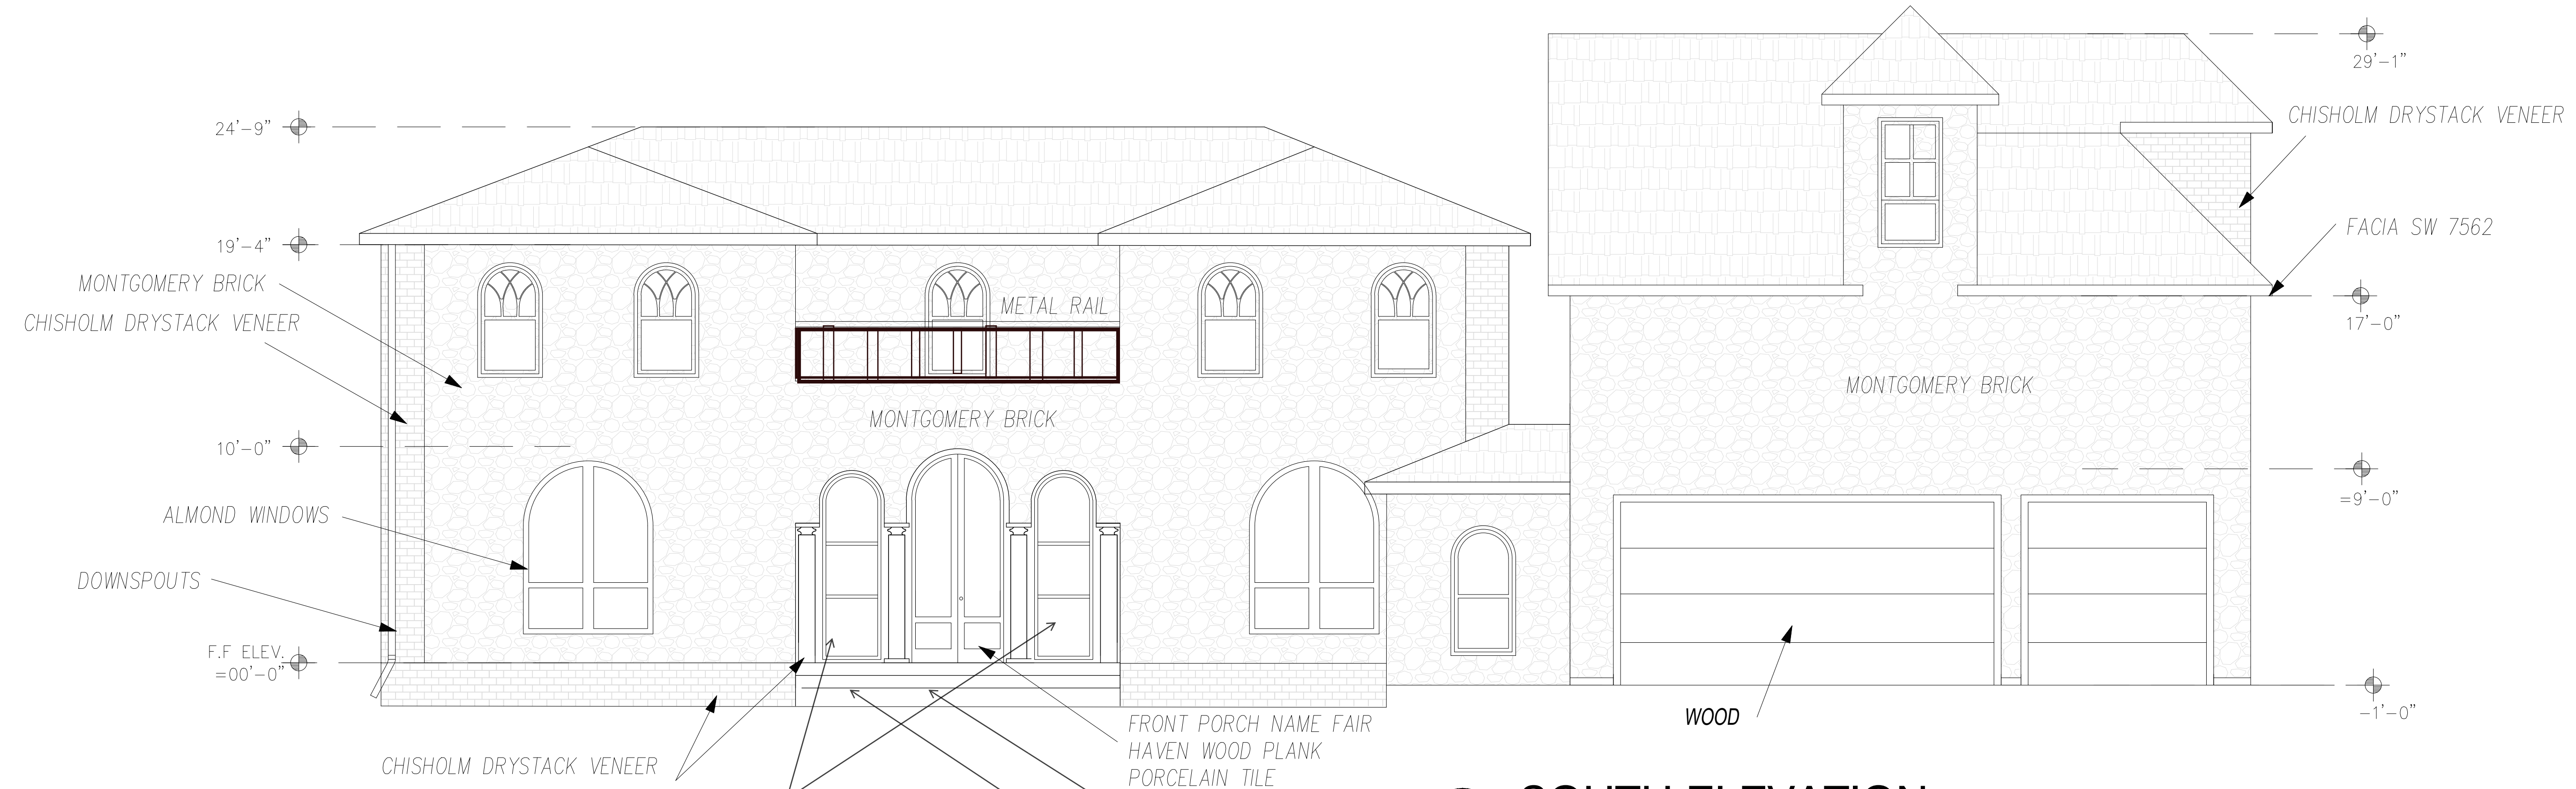 29'-1"
24'-9"
CHISHOLM DRYSTACK VENEER
FACIA SW 7562
19'-4"
MONTGOMERY BRICK
METAL RAIL
CHISHOLM DRYSTACK VENEER
17'-0"
MONTGOMERY BRICK
MONTGOMERY BRICK
10'-0"
=9'-0"
ALMOND WINDOWS
DOWNSPOUTS
F.F ELEV.
=00'-0"
-1'-0"
FRONT PORCH NAME FAIR
HAVEN WOOD PLANK
PORCELAIN TILE
WOOD
CHISHOLM DRYSTACK VENEER
SOUTH ELEVATION